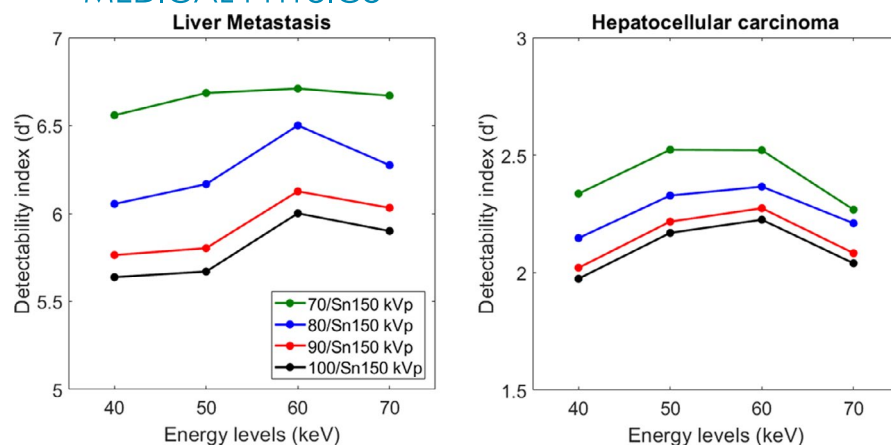 MEDICAL PHYSICS
Liver Metastasis
7
6.5
6
5.5
5
Detectability index (d')
40 50 60 70
Energy levels (keV)
70/Sn150 kVp
80/Sn150 kVp
90/Sn150 kVp
100/Sn150 kVp
Hepatocellular carcinoma
3
2.5
2
1.5
Detectability index (d')
40 50 60 70
Energy levels (keV)